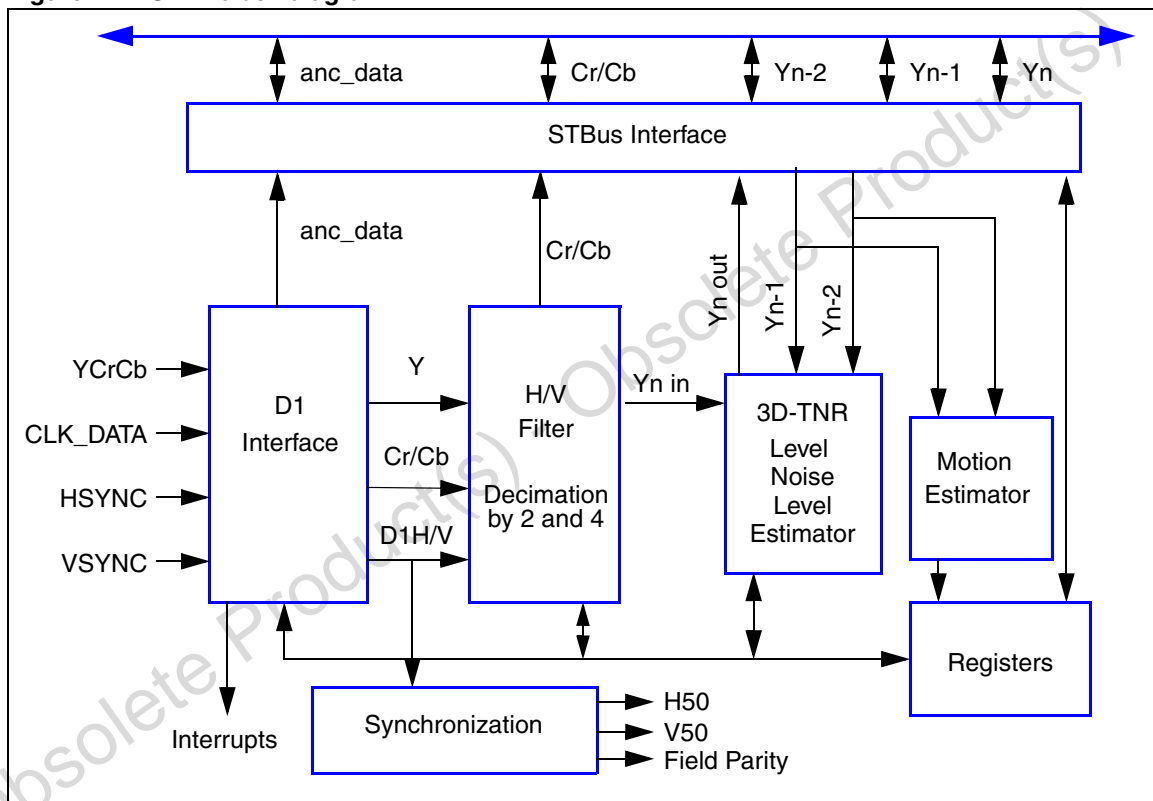 anc_data
Cr/Cb
Yn-2
Yn-1
Yn
STBus Interface
anc_data
Cr/Cb
Yn out
Yn-1
Yn-2
YCrCb
CLK_DATA
HSYNC
VSYNC
D1
Interface
Y
Cr/Cb
D1H/V
H/V
Filter
Decimation
by 2 and 4
Yn in
3D-TNR
Level
Noise
Level
Estimator
Motion
Estimator
Registers
Interrupts
Synchronization
H50
V50
Field Parity
Obsolete Product(s) - Obsolete Product(s)